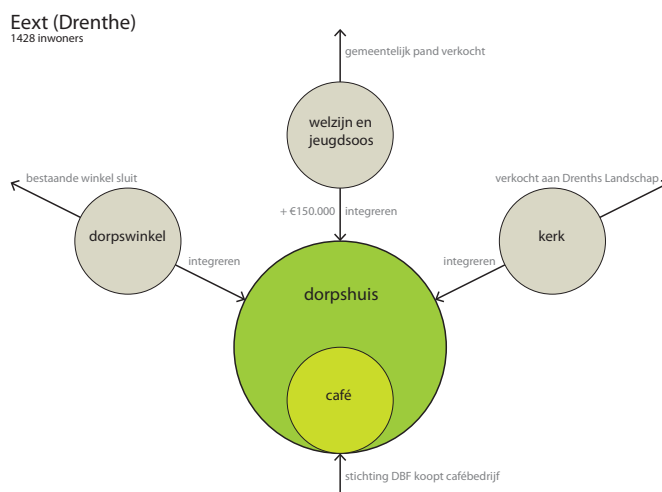 Eext (Drenthe)
1428 inwoners
gemeentelijk pand verkocht
welzijn en
jeugdsoos
bestaande winkel sluit
verkocht aan Drenths Landschap
+ €150.000
integreren
dorpswinkel
kerk
integreren
integreren
dorpshuis
café
stichting DBF koopt cafébedrijf